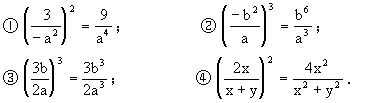 ① (3/(-a²))² = 9/a⁴ ; ② ((-b²)/a)³ = b⁶/a³ ;
③ (3b/2a)³ = 3b³/2a³ ; ④ (2x/(x+y))² = 4x²/(x²+y²) .